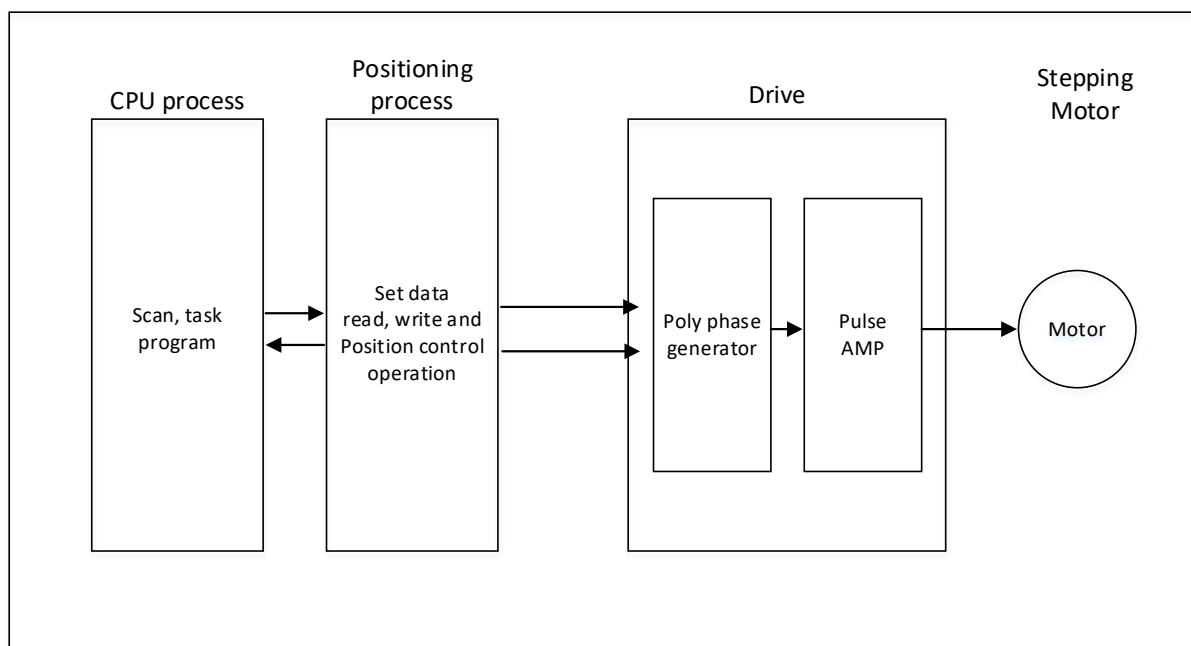 CPU process
Positioning
process
Drive
Stepping
Motor
Scan, task
program
Set data
read, write and
Position control
operation
Poly phase
generator
Pulse
AMP
Motor